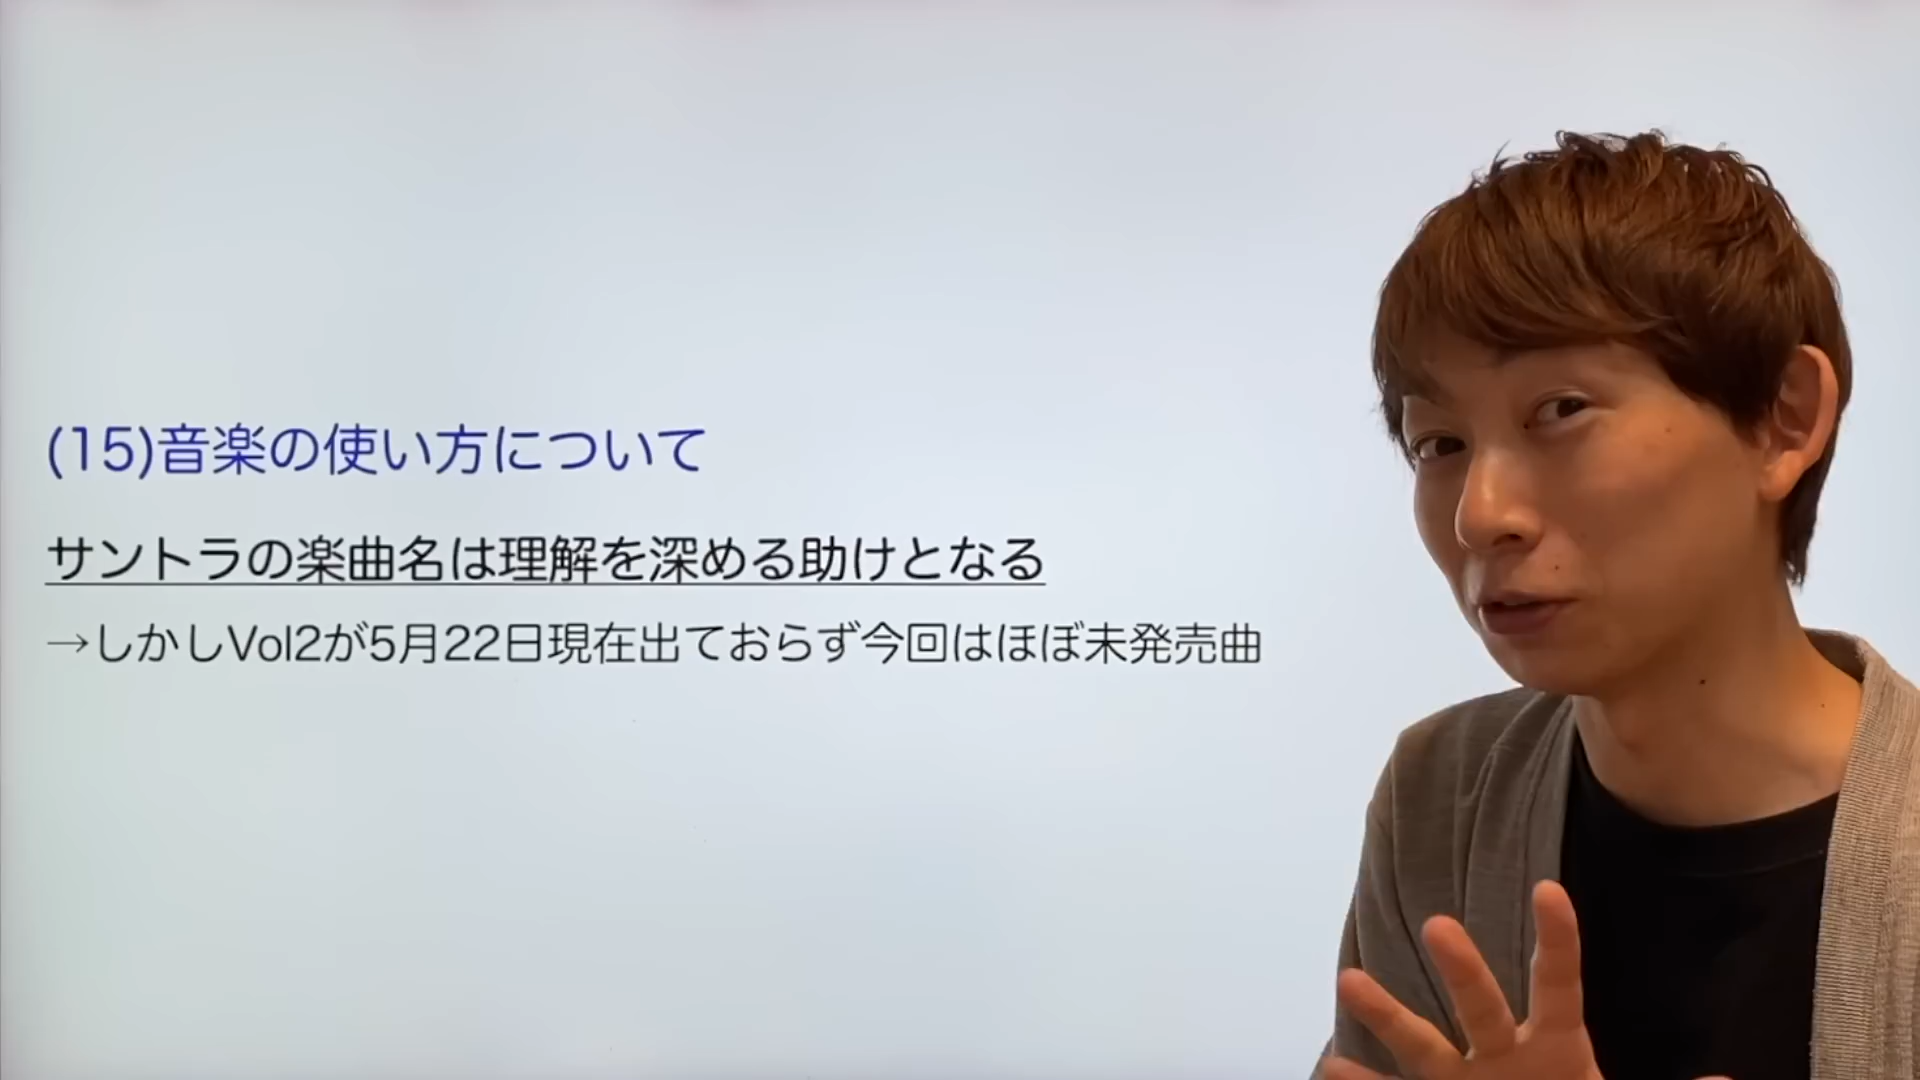 (15)音楽の使い方について
サントラの楽曲名は理解を深める助けとなる
→しかしVol2が5月22日現在出ておらず今回はほぼ未発売曲